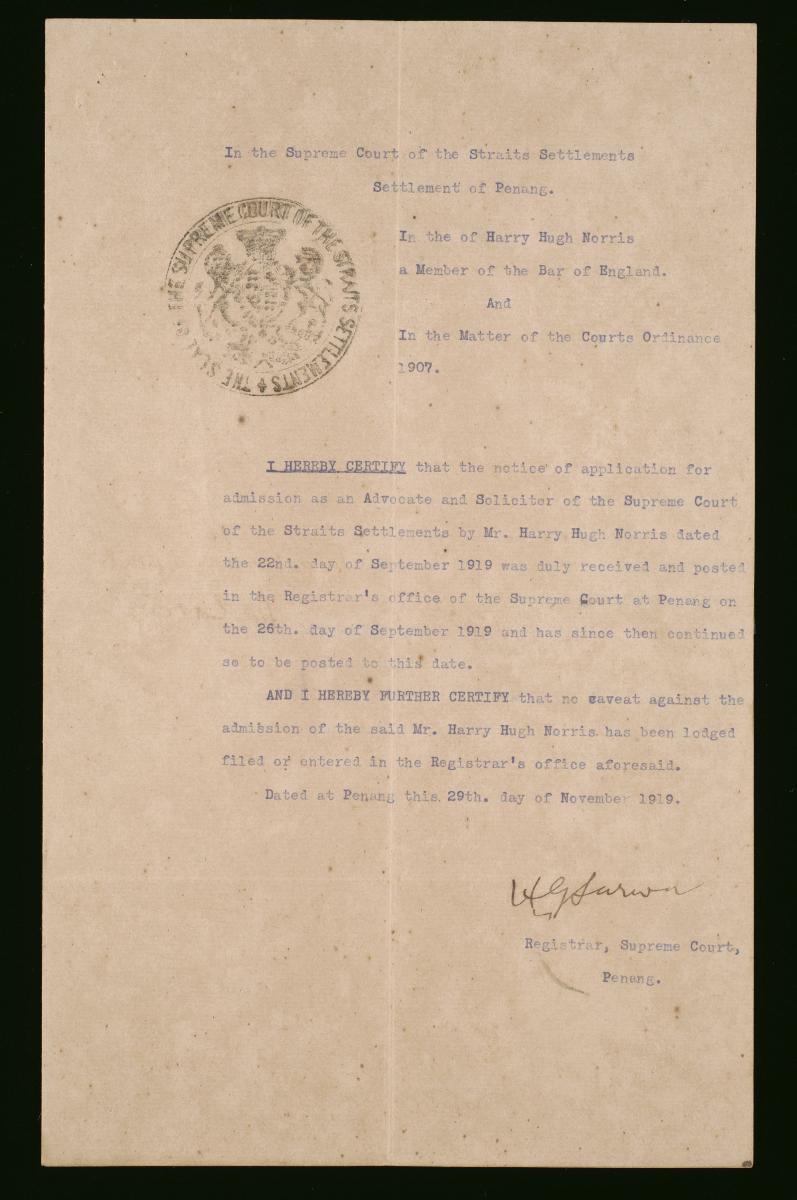 In the Supreme Court of the Straits Settlements
Settlement of Penang.
THE SEAL OF THE SUPREME COURT OF THE STRAITS SETTLEMENTS
In the of Harry Hugh Norris
a Member of the Bar of England.
And
In the Matter of the Courts Ordinance
1907.
I HEREBY CERTIFY that the notice of application for
admission as an Advocate and Solicitor of the Supreme Court
of the Straits Settlements by Mr. Harry Hugh Norris dated
the 22nd. day of September 1919 was duly received and posted
in the Registrar's office of the Supreme Court at Penang on
the 26th. day of September 1919 and has since then continued
so to be posted to this date.
AND I HEREBY FURTHER CERTIFY that no caveat against the
admission of the said Mr. Harry Hugh Norris has been lodged
filed or entered in the Registrar's office aforesaid.
Dated at Penang this 29th. day of November 1919.
Registrar, Supreme Court,
Penang.